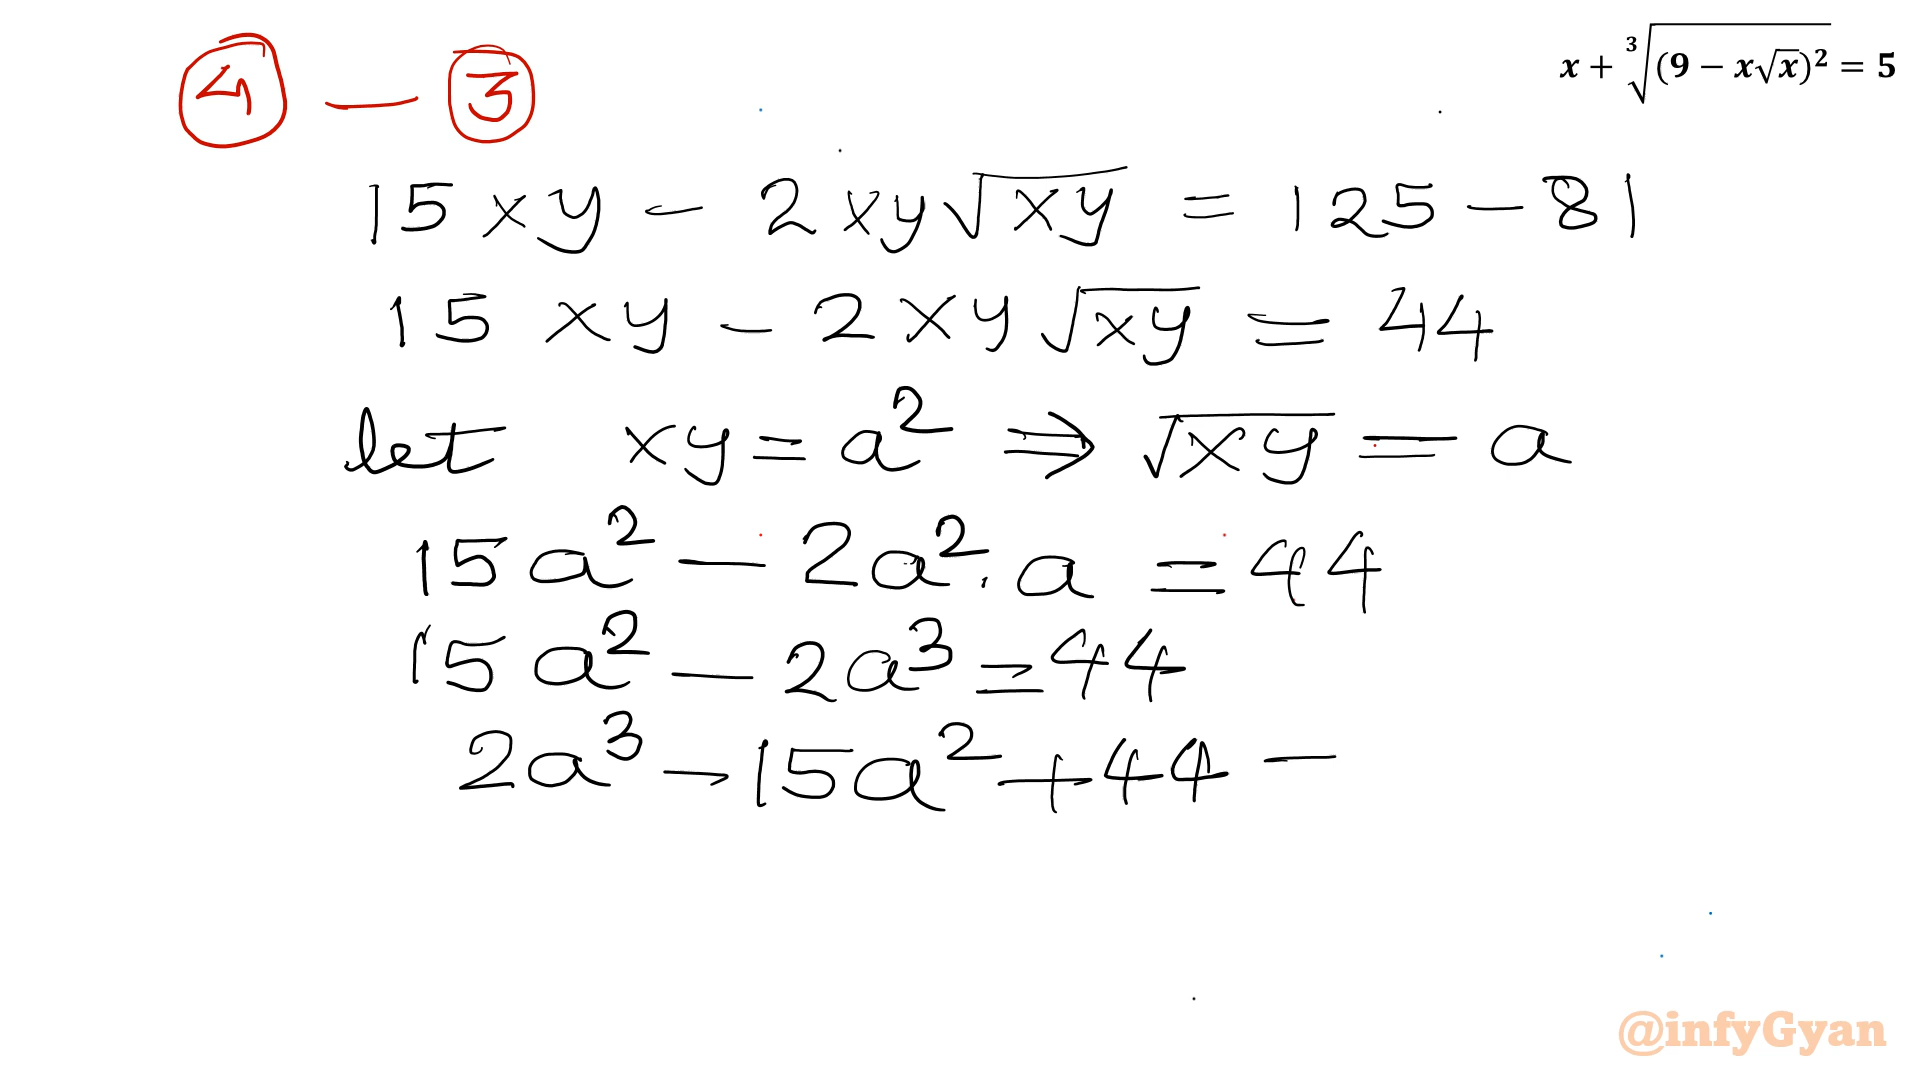 x + ∛(9 − x√x)² = 5
④ — ③
15xy − 2xy√xy = 125 − 81
15xy − 2xy√xy = 44
let xy = a² ⇒ √xy = a
15a² − 2a².a = 44
15a² − 2a³ = 44
2a³ − 15a² + 44 −
@infyGyan